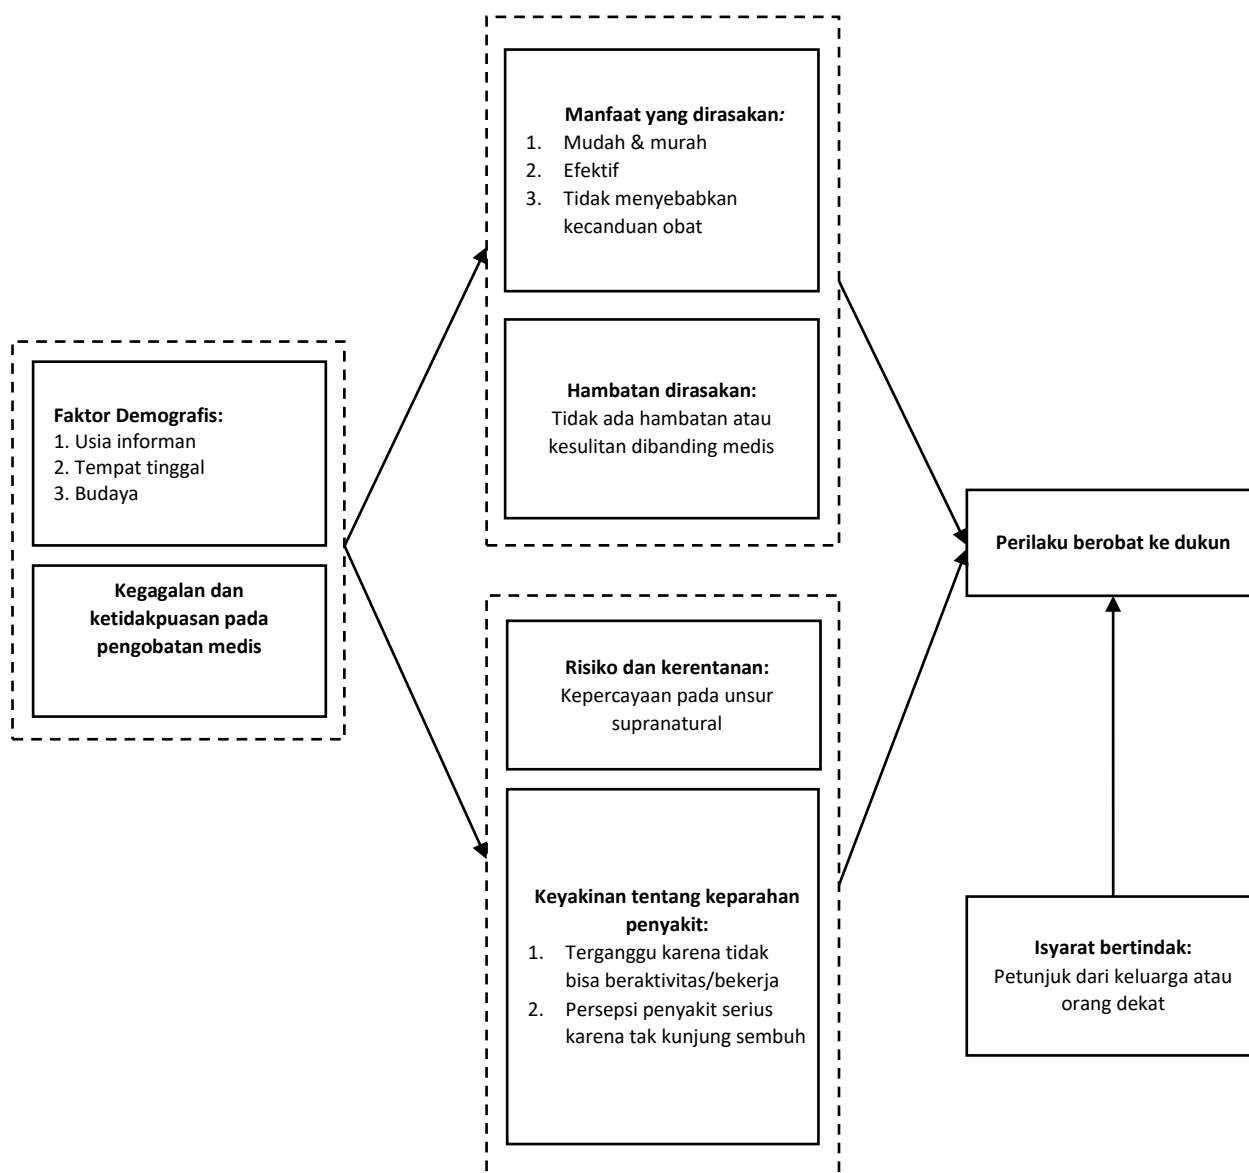 Manfaat yang dirasakan:
1. Mudah & murah
2. Efektif
3. Tidak menyebabkan
kecanduan obat
Hambatan dirasakan:
Tidak ada hambatan atau
kesulitan dibanding medis
Faktor Demografis:
1. Usia informan
2. Tempat tinggal
3. Budaya
Kegagalan dan
ketidakpuasan pada
pengobatan medis
Perilaku berobat ke dukun
Risiko dan kerentanan:
Kepercayaan pada unsur
supranatural
Keyakinan tentang keparahan
penyakit:
1. Terganggu karena tidak
bisa beraktivitas/bekerja
2. Persepsi penyakit serius
karena tak kunjung sembuh
Isyarat bertindak:
Petunjuk dari keluarga atau
orang dekat